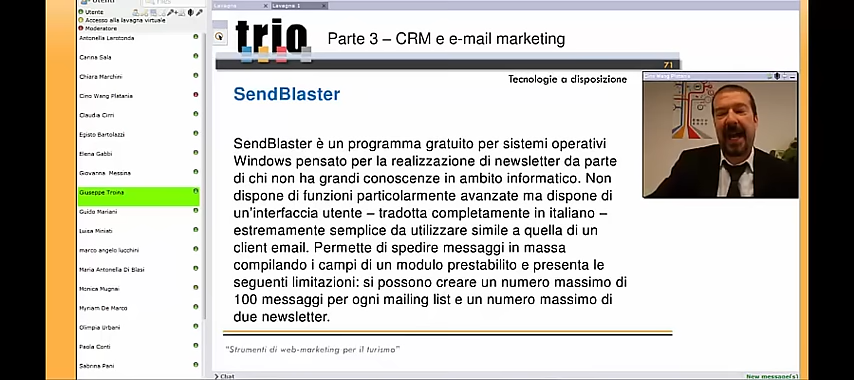 Utenti
Utente
Accesso alla lavagna virtuale
Moderatore
Antonella Larotonda
Canna Sala
Chiara Marchini
Cino Wang Platania
Claudia Cirri
Egisto Bartolazzi
Elena Gabbi
Giovanna Messina
Giuseppe Troina
Guido Mariani
Luisa Miniati
marco angelo lucchini
Maria Antonella Di Blasi
Monica Mugnai
Myriam De Marco
Olimpia Urbani
Paola Conti
Sabrina Pani
Lavagna
Lavagna 1
trio
Parte 3 – CRM e e-mail marketing
71
Tecnologie a disposizione
SendBlaster
SendBlaster è un programma gratuito per sistemi operativi
Windows pensato per la realizzazione di newsletter da parte
di chi non ha grandi conoscenze in ambito informatico. Non
dispone di funzioni particolarmente avanzate ma dispone di
un'interfaccia utente – tradotta completamente in italiano –
estremamente semplice da utilizzare simile a quella di un
client email. Permette di spedire messaggi in massa
compilando i campi di un modulo prestabilito e presenta le
seguenti limitazioni: si possono creare un numero massimo di
100 messaggi per ogni mailing list e un numero massimo di
due newsletter.
"Strumenti di web-marketing per il turismo"
Cino Wang Platania
Chat
New message(s)